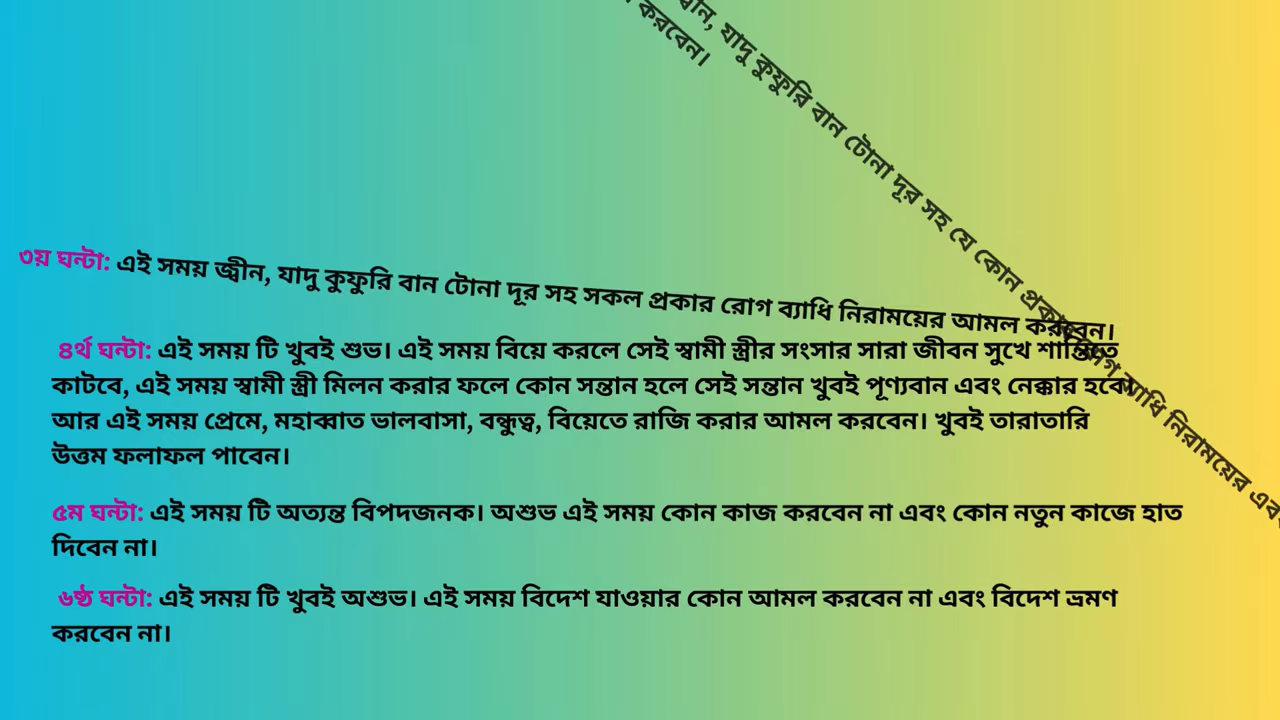 জ্বীন, যাদু কুফুরি বান টোনা দূর সহ যে কোন প্রকার রোগ ব্যাধি নিরাময়ের এবং
করবেন।
৩য় ঘন্টা: এই সময় জ্বীন, যাদু কুফুরি বান টোনা দূর সহ সকল প্রকার রোগ ব্যাধি নিরাময়ের আমল করবেন।
৪র্থ ঘন্টা: এই সময় টি খুবই শুভ। এই সময় বিয়ে করলে সেই স্বামী স্ত্রীর সংসার সারা জীবন সুখে শান্তিতে
কাটবে, এই সময় স্বামী স্ত্রী মিলন করার ফলে কোন সন্তান হলে সেই সন্তান খুবই পূণ্যবান এবং নেক্কার হবে।
আর এই সময় প্রেমে, মহাব্বাত ভালবাসা, বন্ধুত্ব, বিয়েতে রাজি করার আমল করবেন। খুবই তারাতারি
উত্তম ফলাফল পাবেন।
৫ম ঘন্টা: এই সময় টি অত্যন্ত বিপদজনক। অশুভ এই সময় কোন কাজ করবেন না এবং কোন নতুন কাজে হাত
দিবেন না।
৬ষ্ঠ ঘন্টা: এই সময় টি খুবই অশুভ। এই সময় বিদেশ যাওয়ার কোন আমল করবেন না এবং বিদেশ ভ্রমণ
করবেন না।